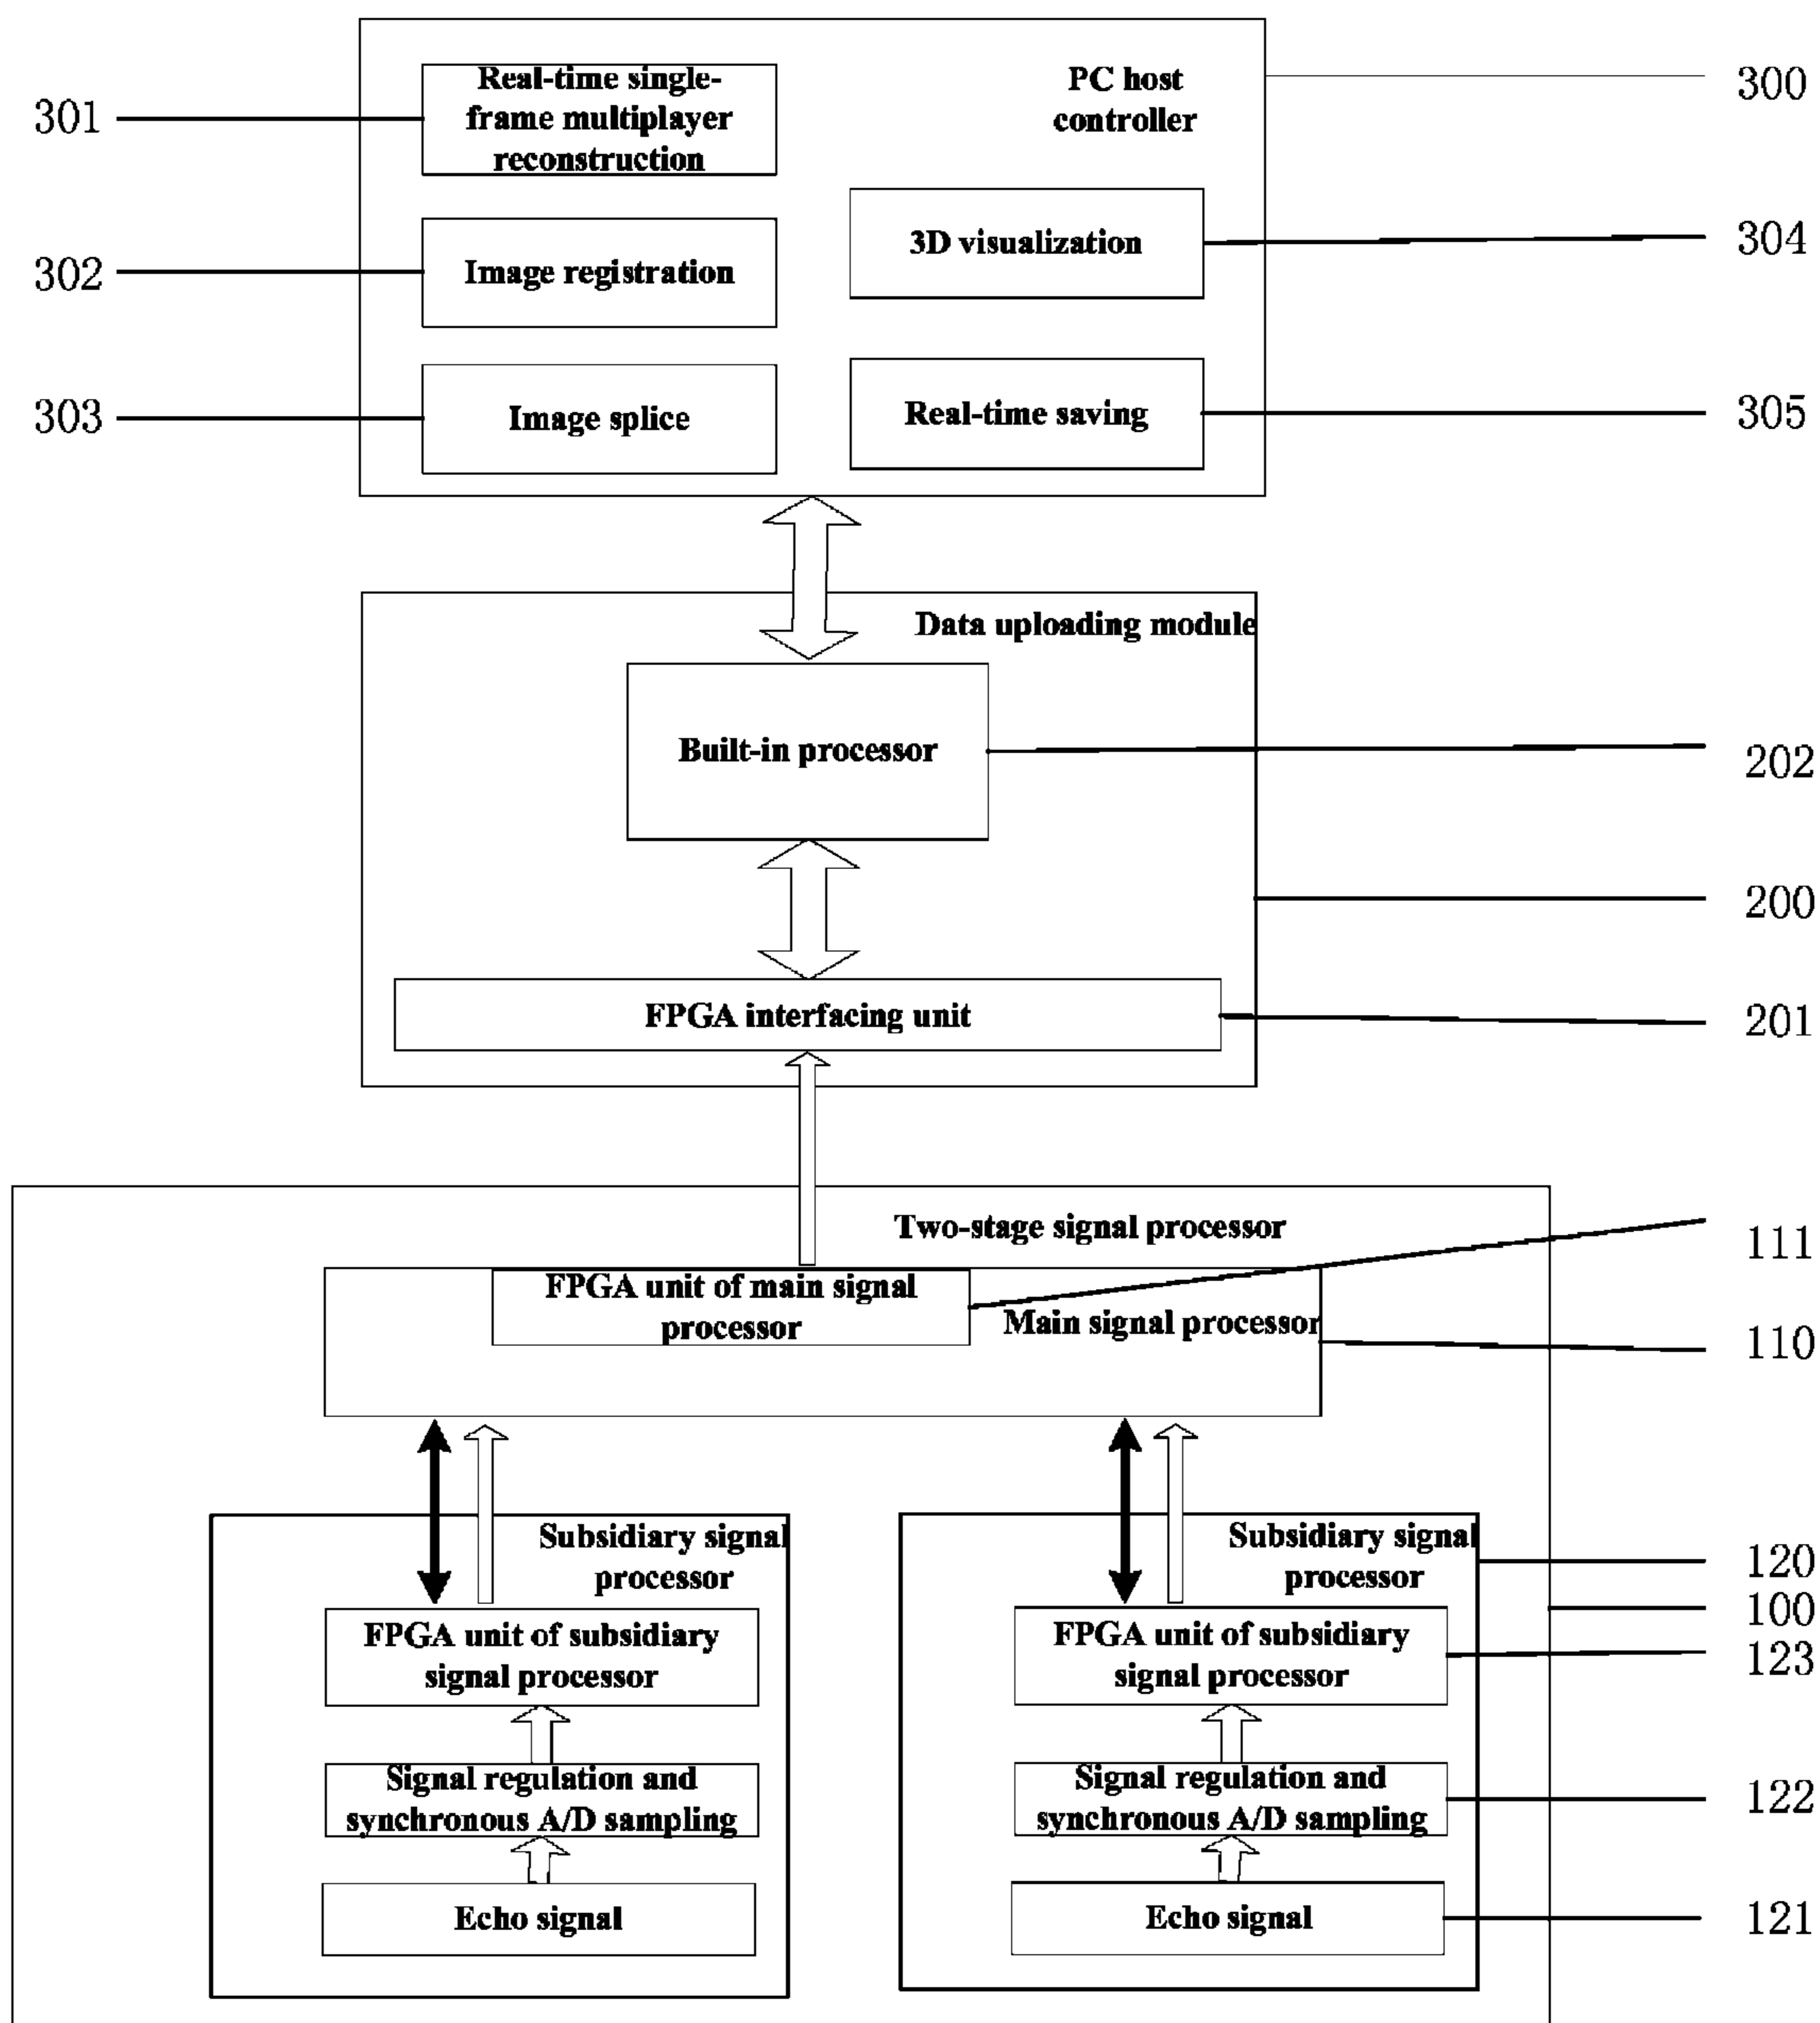 Real-time single-
frame multiplayer
reconstruction
PC host
controller
300
301
3D visualization
304
302
Image registration
303
Image splice
Real-time saving
305
Data uploading module
Built-in processor
202
200
FPGA interfacing unit
201
Two-stage signal processor
111
FPGA unit of main signal
processor
Main signal processor
110
Subsidiary signal
processor
Subsidiary signal
processor
120
100
FPGA unit of subsidiary
signal processor
FPGA unit of subsidiary
signal processor
123
Signal regulation and
synchronous A/D sampling
Signal regulation and
synchronous A/D sampling
122
Echo signal
Echo signal
121